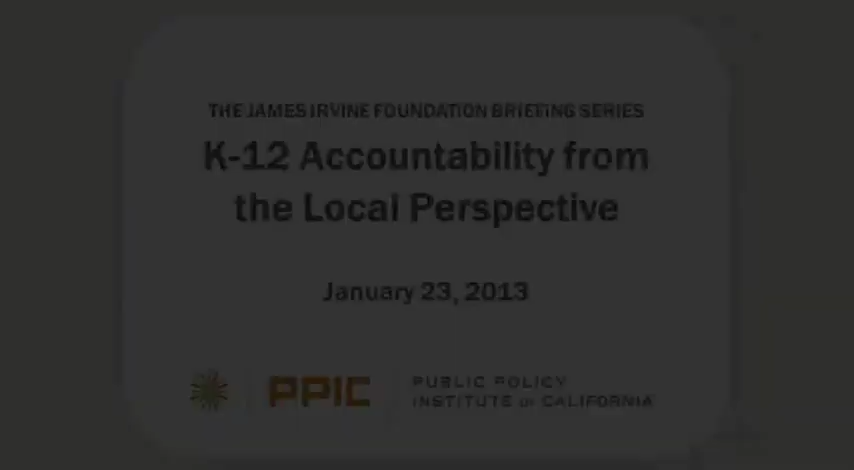 THE JAMES IRVINE FOUNDATION BRIEFING SERIES
K-12 Accountability from
the Local Perspective
January 23, 2013
PPIC
PUBLIC POLICY
INSTITUTE OF CALIFORNIA